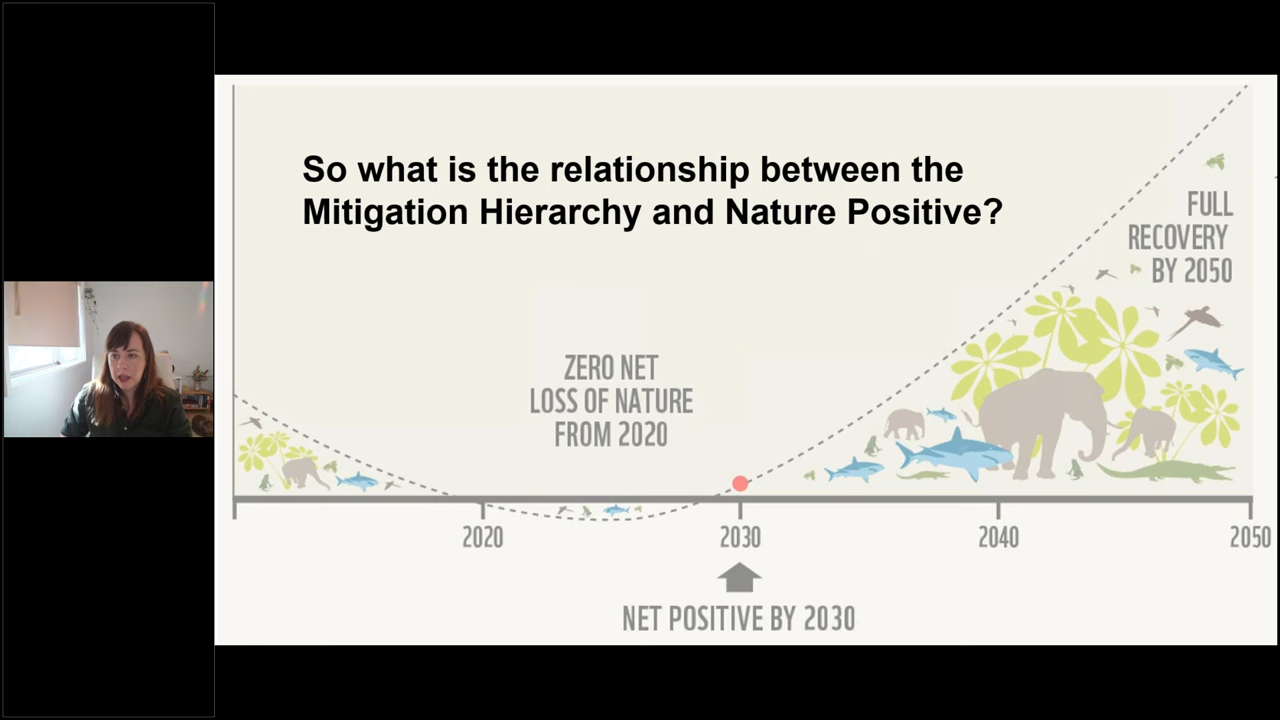 So what is the relationship between the
Mitigation Hierarchy and Nature Positive?
FULL
RECOVERY
BY 2050
ZERO NET
LOSS OF NATURE
FROM 2020
2020
2030
2040
2050
NET POSITIVE BY 2030